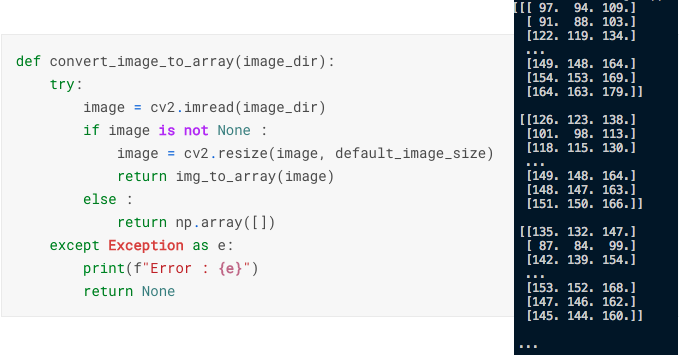 def convert_image_to_array(image_dir):
    try:
        image = cv2.imread(image_dir)
        if image is not None :
            image = cv2.resize(image, default_image_size)
            return img_to_array(image)
        else :
            return np.array([])
    except Exception as e:
        print(f"Error : {e}")
        return None
[[[ 97.  94. 109.]
  [ 91.  88. 103.]
  [122. 119. 134.]
  ...
  [149. 148. 164.]
  [154. 153. 169.]
  [164. 163. 179.]]
 [[126. 123. 138.]
  [101.  98. 113.]
  [118. 115. 130.]
  ...
  [149. 148. 164.]
  [148. 147. 163.]
  [151. 150. 166.]]
 [[135. 132. 147.]
  [ 87.  84.  99.]
  [142. 139. 154.]
  ...
  [153. 152. 168.]
  [147. 146. 162.]
  [145. 144. 160.]]
 ...